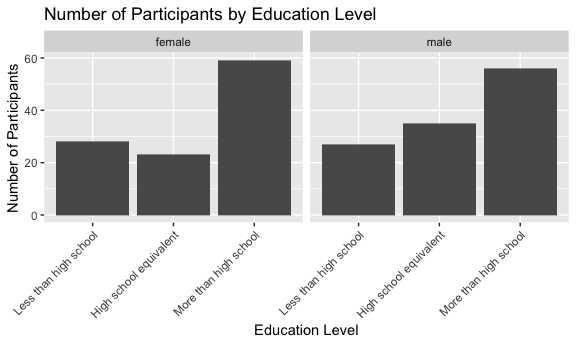 Number of Participants by Education Level
female
male
Number of Participants
60
40
20
0
Less than high school
High school equivalent
More than high school
Less than high school
High school equivalent
More than high school
Education Level